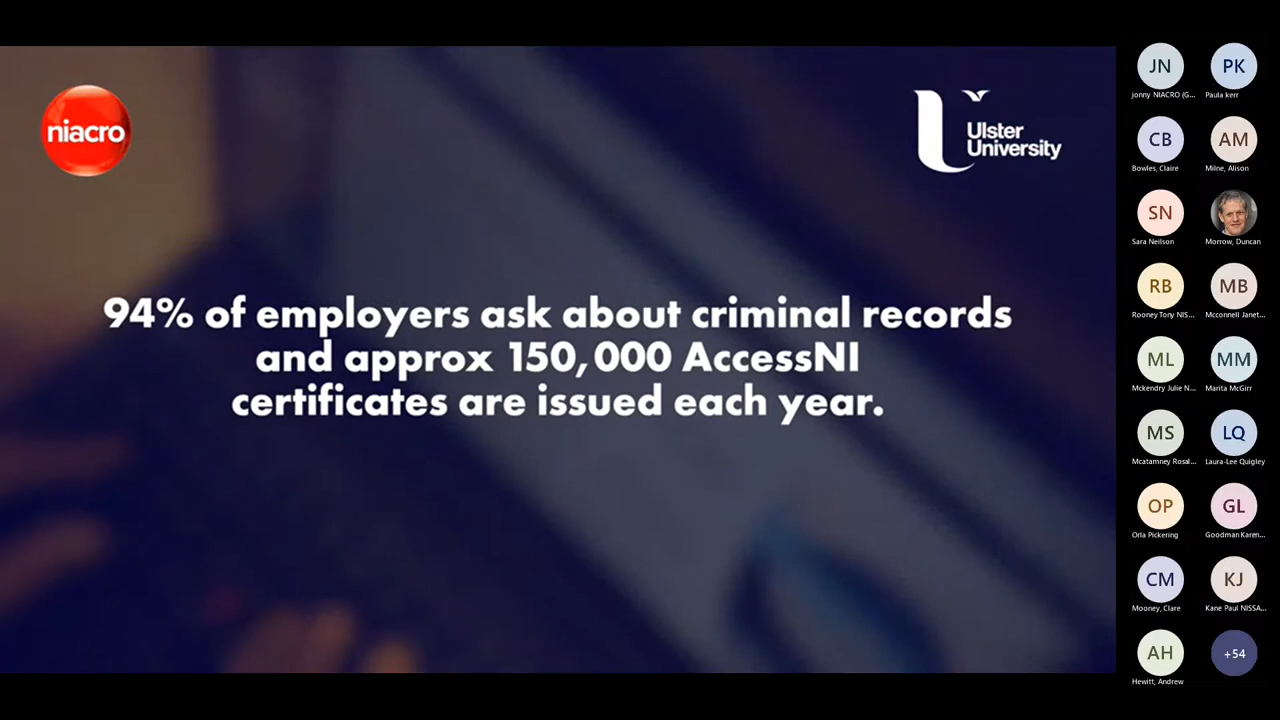 niacro
Ulster
University
94% of employers ask about criminal records
and approx 150,000 AccessNI
certificates are issued each year.
JN PK
jonny NIACRO (G... Paula kerr
CB AM
Bowles, Claire Milne, Alison
SN
Sara Neilson Morrow, Duncan
RB MB
Rooney Tony NIS... Mcconnell Janet...
ML MM
Mckendry Julie N... Marita McGirr
MS LQ
Mcatamney Rosal... Laura-Lee Quigley
OP GL
Orla Pickering Goodman Karen...
CM KJ
Mooney, Clare Kane Paul NISSA...
AH +54
Hewitt, Andrew